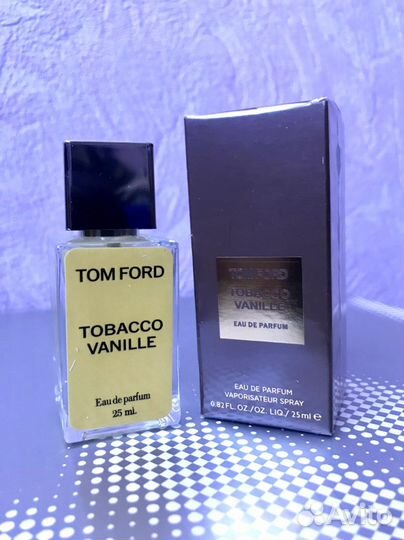 TOM FORD
TOBACCO
VANILLE
Eau de parfum
25 ml.
TOM FORD
TOBACCO
VANILLE
EAU DE PARFUM
EAU DE PARFUM
VAPORISATEUR SPRAY
0.82 FL. OZ./OZ. LIQ./ 25 ml e
Avito